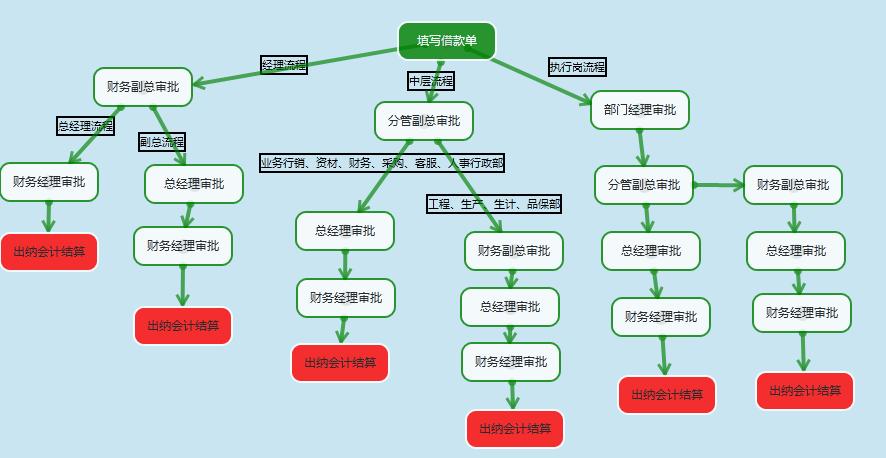 填写借款单
经理流程
中层流程
执行岗流程
财务副总审批
分管副总审批
部门经理审批
总经理流程
副总流程
业务行销、资材、财务、采购、客服、人事行政部
工程、生产、生计、品保部
财务经理审批
总经理审批
分管副总审批
财务副总审批
出纳会计结算
财务经理审批
总经理审批
财务副总审批
总经理审批
总经理审批
出纳会计结算
财务经理审批
总经理审批
财务经理审批
财务经理审批
出纳会计结算
财务经理审批
出纳会计结算
出纳会计结算
出纳会计结算